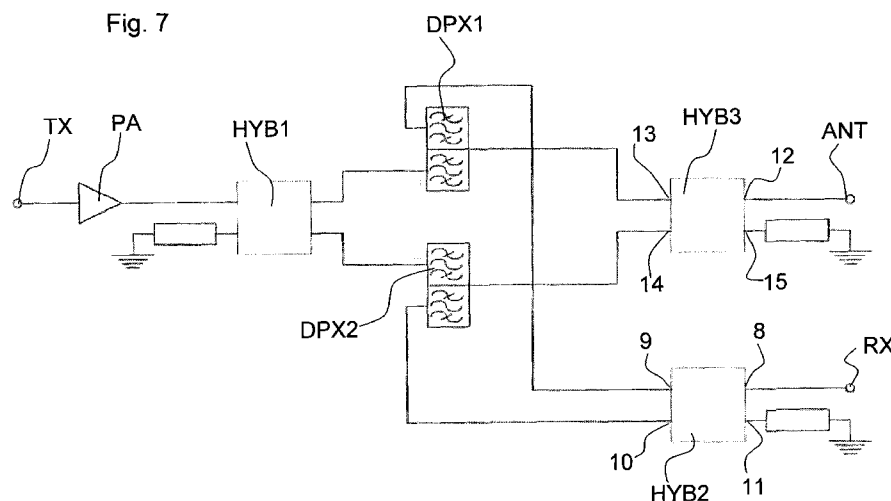 Fig. 7
DPX1
TX
PA
HYB1
13
HYB3
12
ANT
14
15
DPX2
9
8
RX
10
HYB2
11